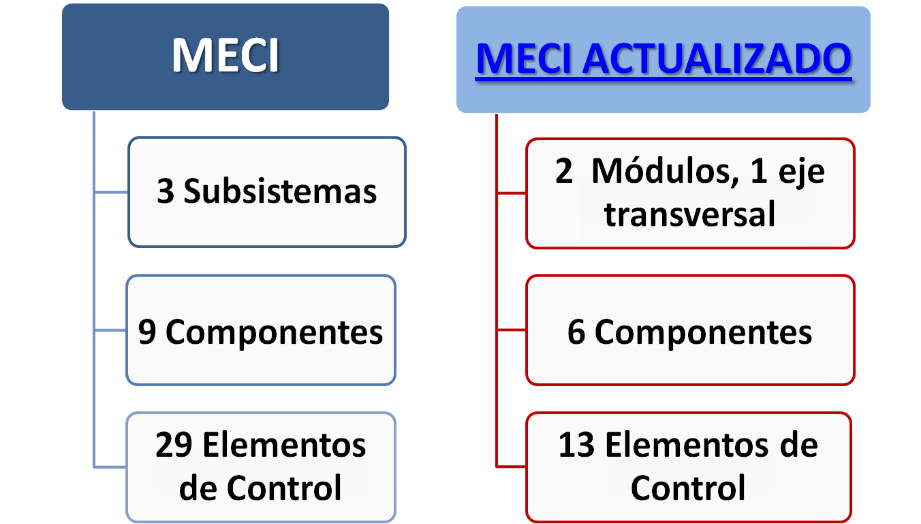 MECI
3 Subsistemas
9 Componentes
29 Elementos
de Control
MECI ACTUALIZADO
2  Módulos, 1 eje
transversal
6 Componentes
13 Elementos de
Control